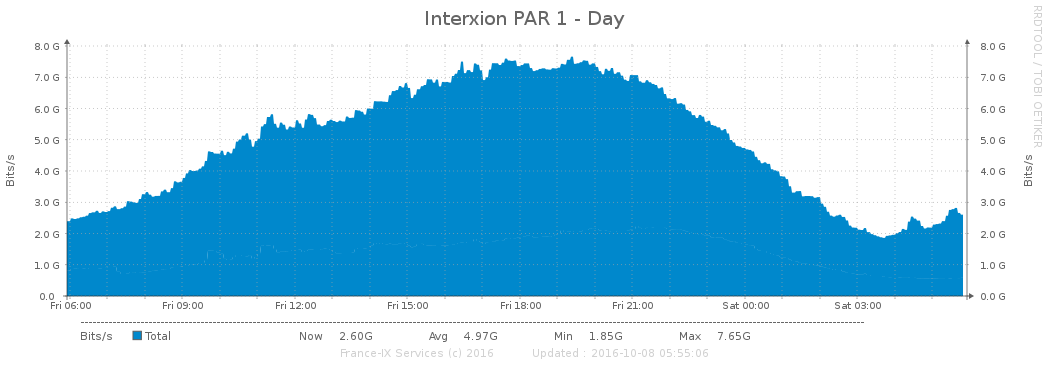 Interxion PAR 1 - Day
RRDTOOL / TOBI OETIKER
Bits/s
Bits/s
8.0 G 8.0 G
7.0 G 7.0 G
6.0 G 6.0 G
5.0 G 5.0 G
4.0 G 4.0 G
3.0 G 3.0 G
2.0 G 2.0 G
1.0 G 1.0 G
0.0 0.0 G
Fri 06:00 Fri 09:00 Fri 12:00 Fri 15:00 Fri 18:00 Fri 21:00 Sat 00:00 Sat 03:00
Bits/s Total Now 2.60G Avg 4.97G Min 1.85G Max 7.65G
France-IX Services (c) 2016 Updated : 2016-10-08 05:55:06